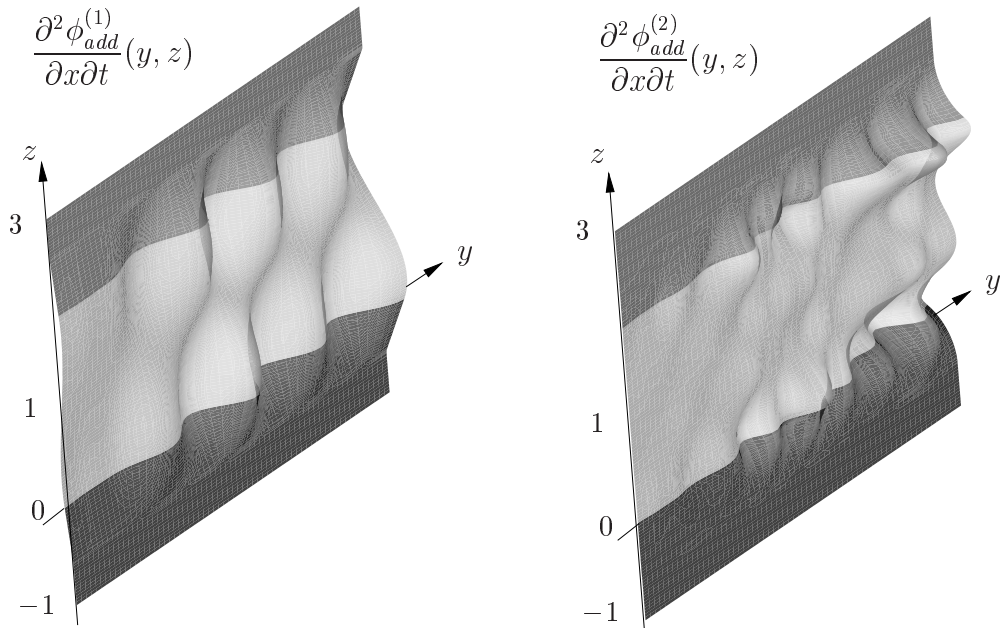 ∂²ϕ_{add}^{(1)}/∂x∂t (y, z)
z
3
y
1
0
−1
∂²ϕ_{add}^{(2)}/∂x∂t (y, z)
z
3
y
1
0
−1